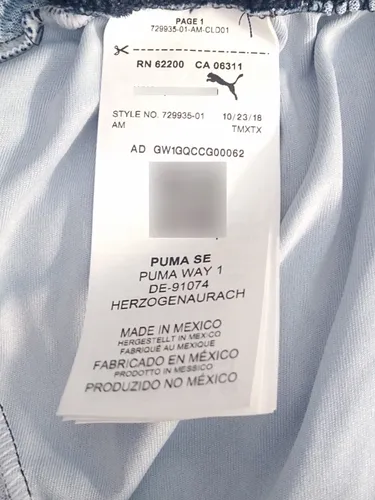 PAGE 1
729935-01-AM-CLO01
RN 62200 CA 06311
STYLE NO. 729935-01 10/23/18
AM TMXTX
AD GW1GQCCG00062
PUMA SE
PUMA WAY 1
DE-91074
HERZOGENAURACH
MADE IN MEXICO
HERGESTELLT IN MEXIKO
FABRIQUÉ AU MEXIQUE
FABRICADO EN MÉXICO
PRODOTTO IN MESSICO
PRODUZIDO NO MÉXICO